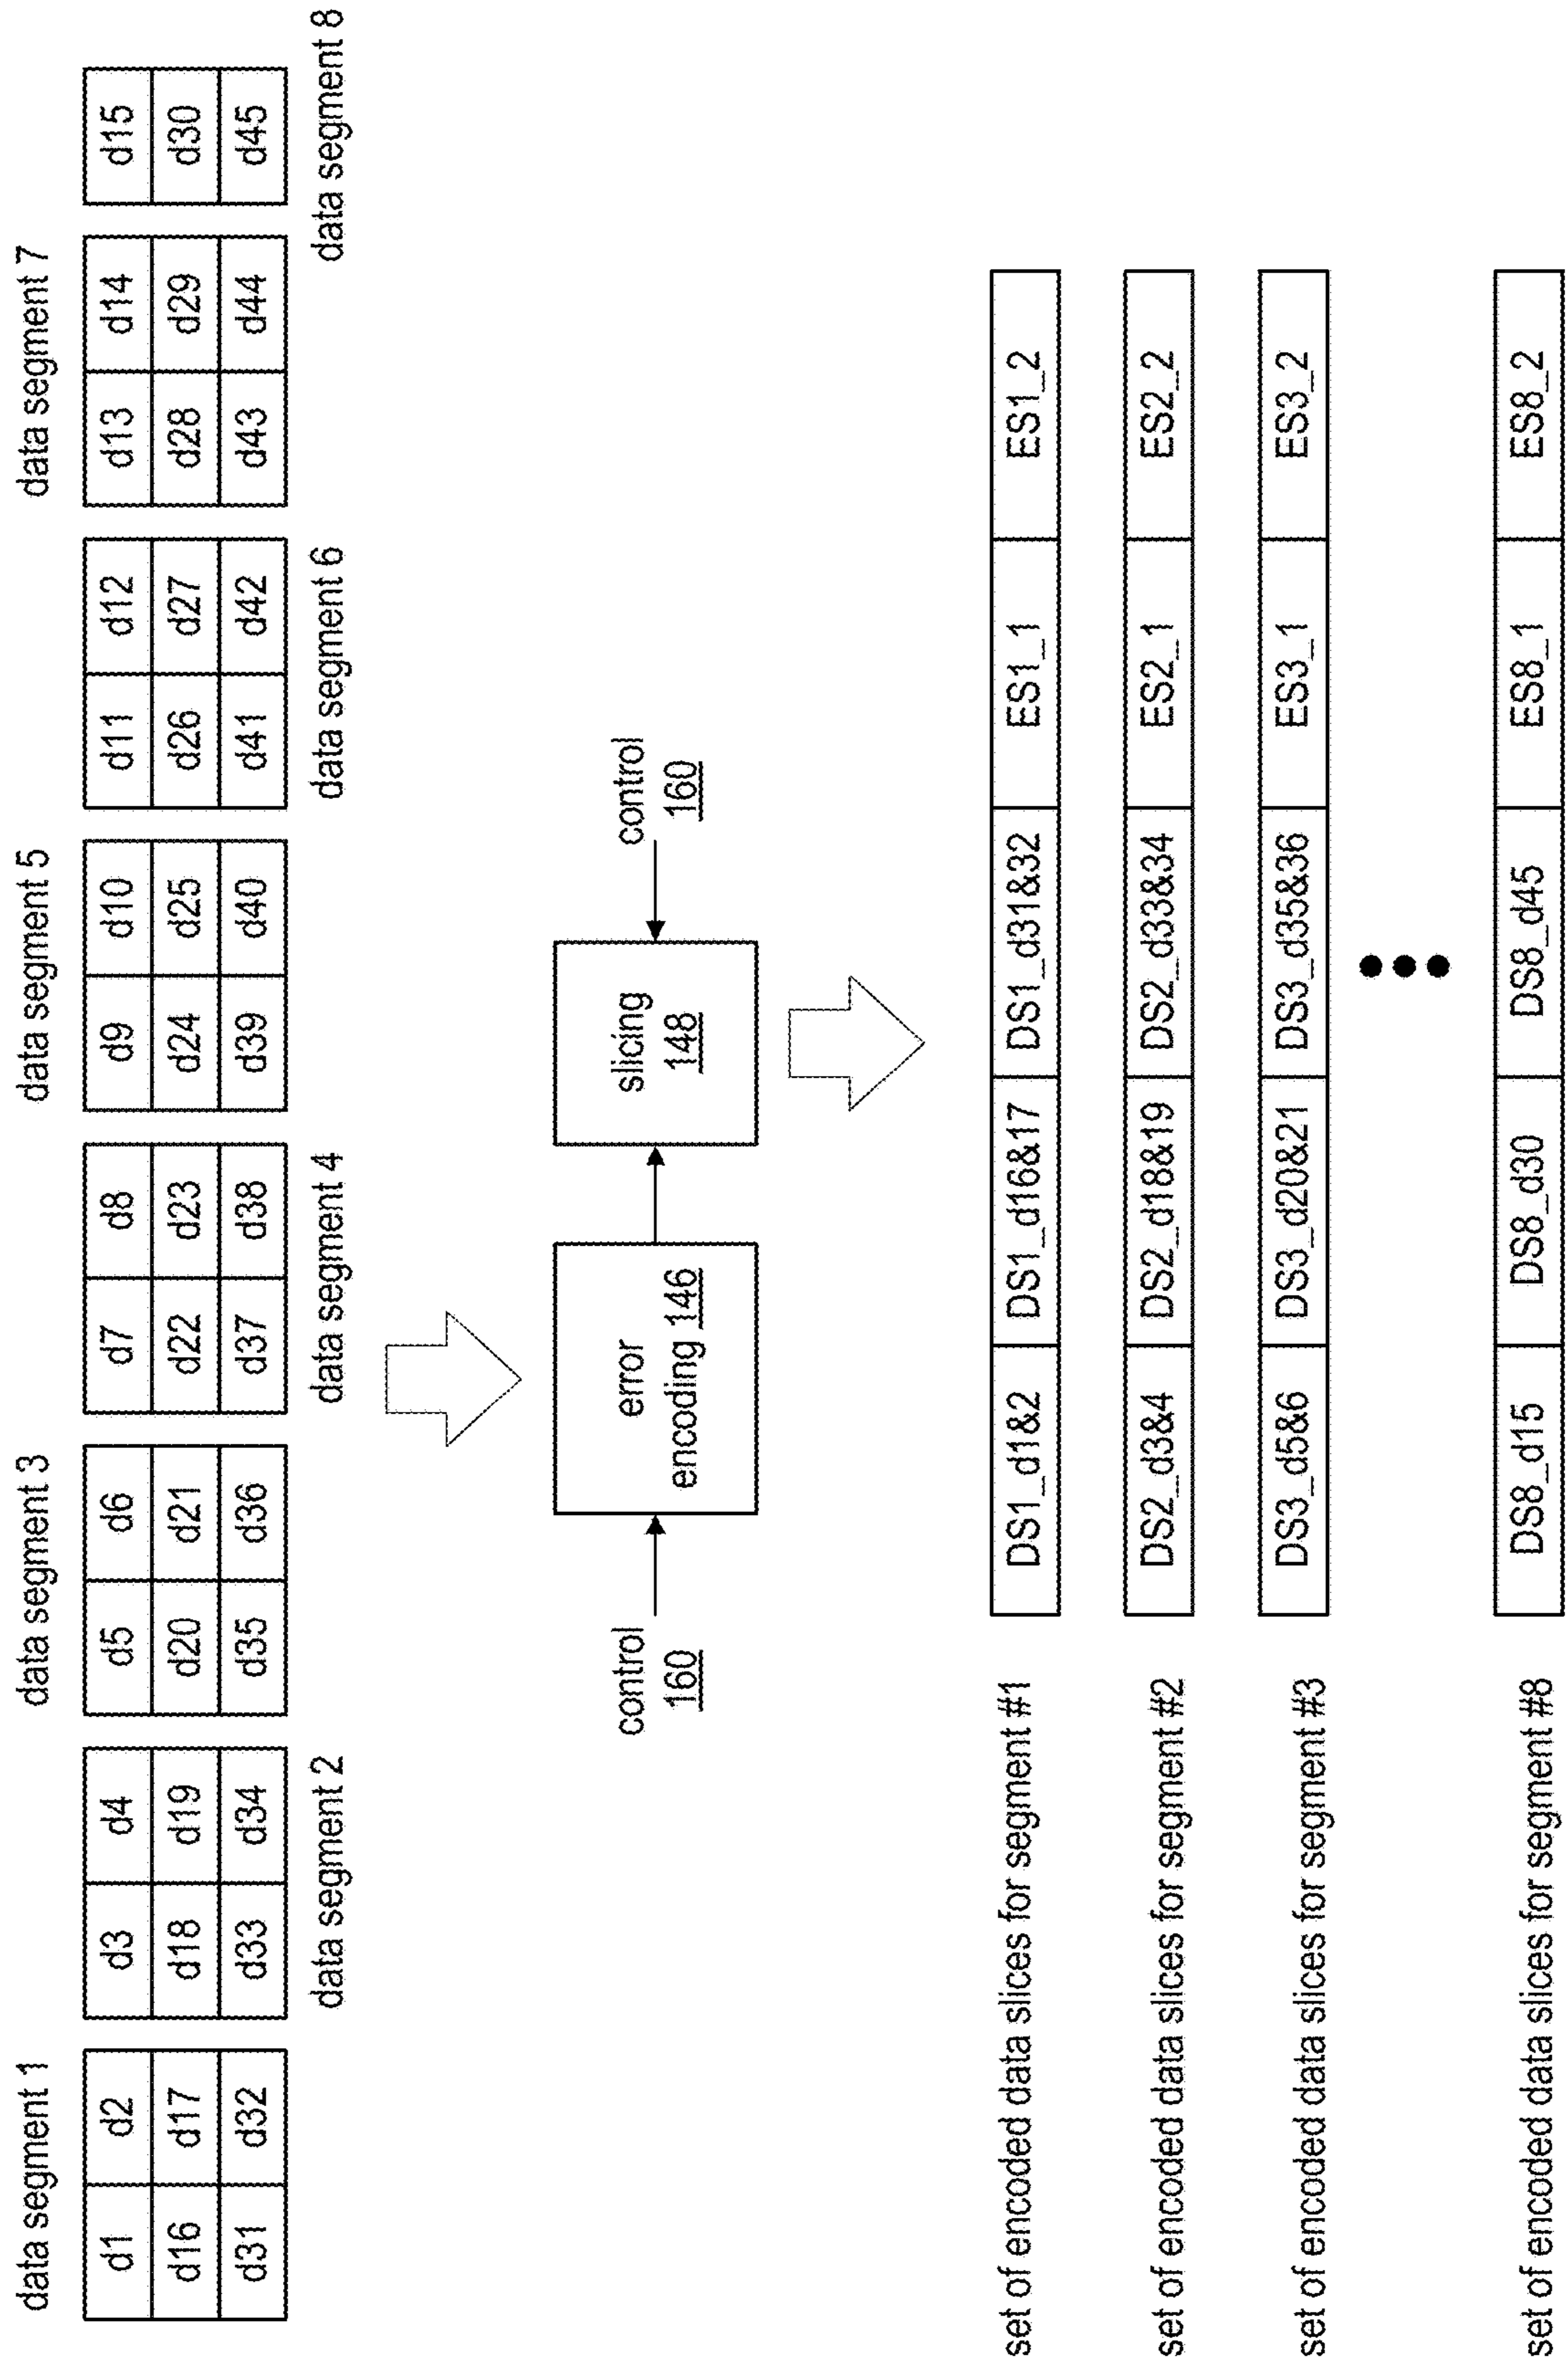 data segment 1
data segment 3
data segment 5
data segment 7
d1 d2 d3 d4 d5 d6 d7 d8 d9 d10 d11 d12 d13 d14 d15
d16 d17 d18 d19 d20 d21 d22 d23 d24 d25 d26 d27 d28 d29 d30
d31 d32 d33 d34 d35 d36 d37 d38 d39 d40 d41 d42 d43 d44 d45
data segment 2
data segment 4
data segment 6
data segment 8
control
160
error
encoding 146
slicing
148
control
160
set of encoded data slices for segment #1
DS1_d1&2 DS1_d16&17 DS1_d31&32 ES1_1 ES1_2
set of encoded data slices for segment #2
DS2_d3&4 DS2_d18&19 DS2_d33&34 ES2_1 ES2_2
set of encoded data slices for segment #3
DS3_d5&6 DS3_d20&21 DS3_d35&36 ES3_1 ES3_2
set of encoded data slices for segment #8
DS8_d15 DS8_d30 DS8_d45 ES8_1 ES8_2